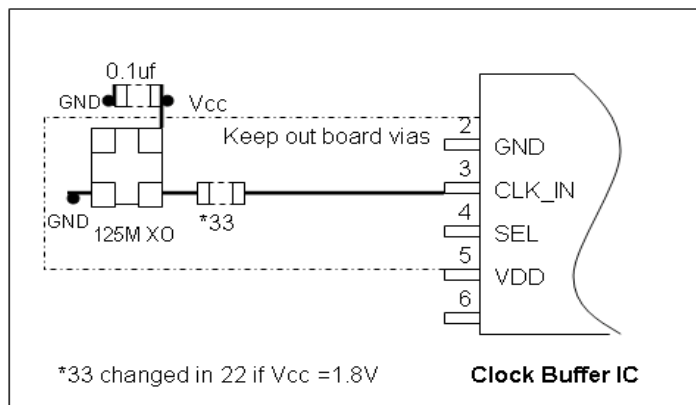 0.1uf
GND
Vcc
Keep out board vias
2
GND
3
CLK_IN
GND
*33
4
SEL
125M XO
5
VDD
6
*33 changed in 22 if Vcc =1.8V
Clock Buffer IC